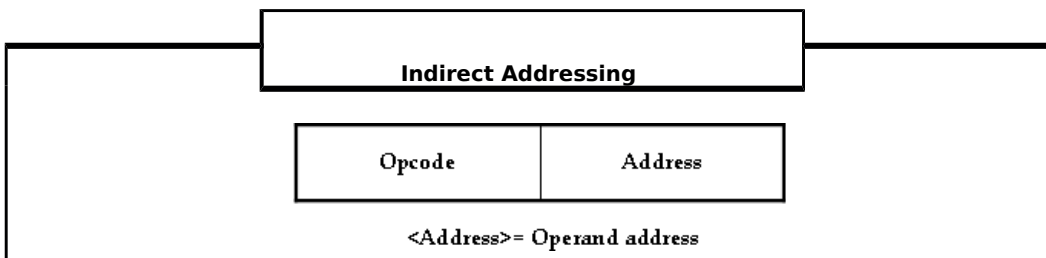 Indirect Addressing
Opcode Address
<Address>= Operand address